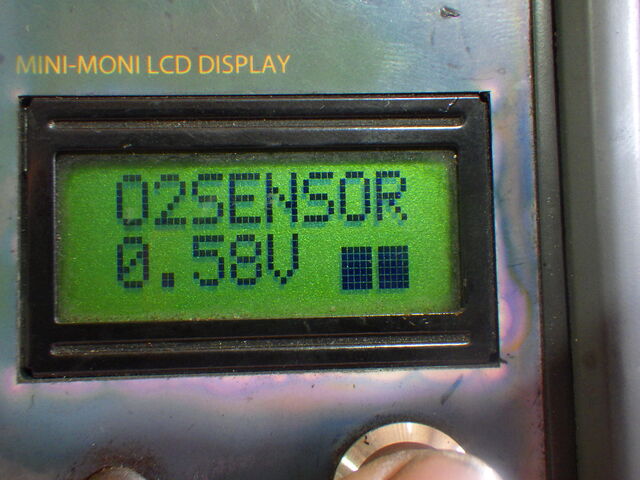 MINI-MONI LCD DISPLAY
O2SENSOR
0.58V